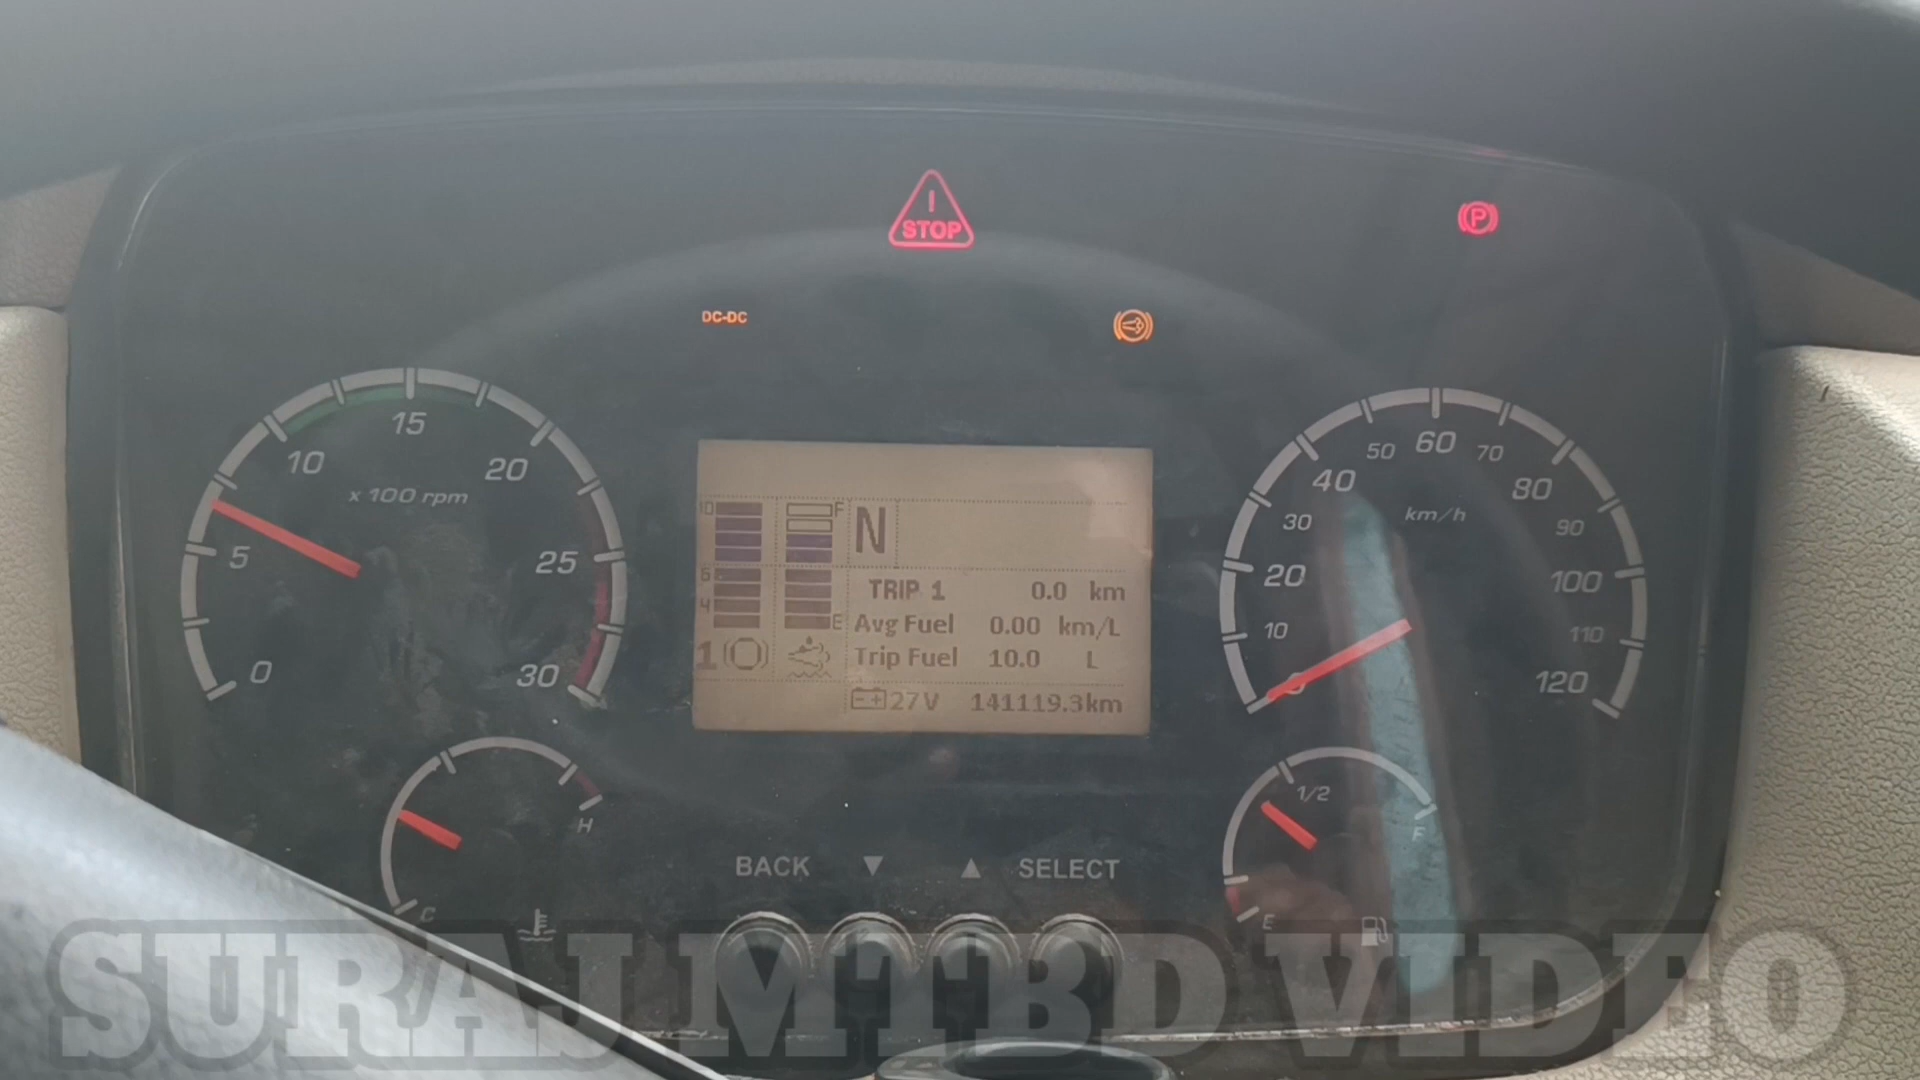 STOP
P
DC-DC
15
10
20
x 100 rpm
5
25
0
30
60
50
70
40
80
km/h
30
90
20
100
10
110
0
120
F
N
6
TRIP 1 0.0 km
4
Avg Fuel 0.00 km/L
E
1
Trip Fuel 10.0 L
27V 141119.3km
H
C
1/2
F
E
BACK ▼ ▲ SELECT
SURAJ MTBD VIDEO